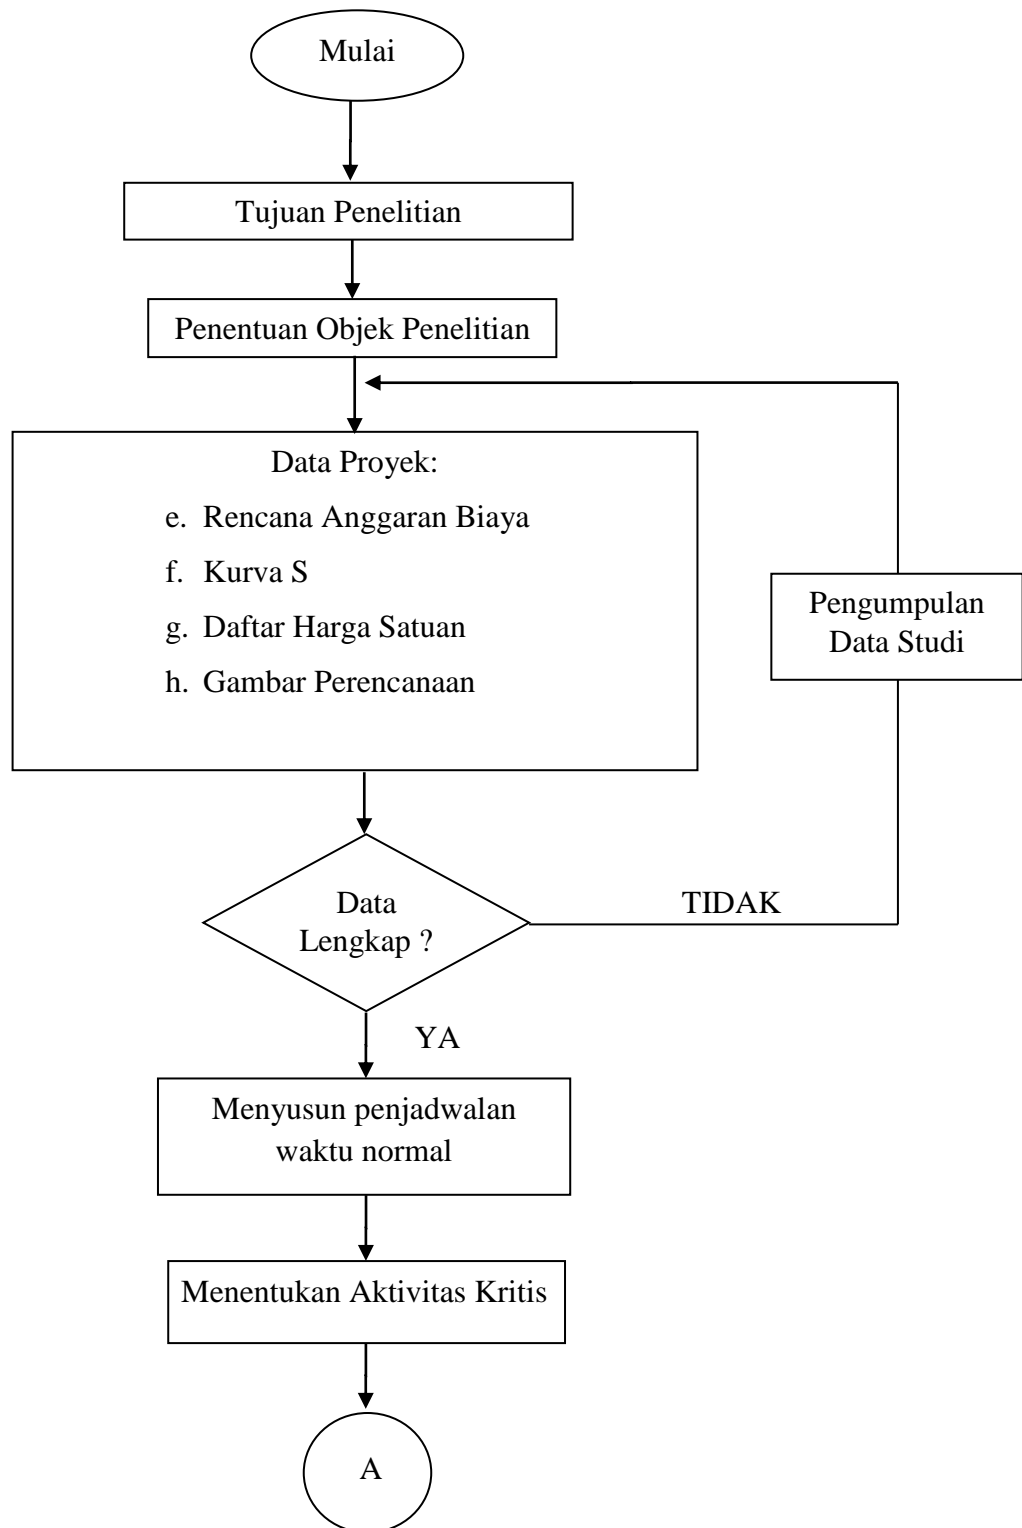 Mulai
Tujuan Penelitian
Penentuan Objek Penelitian
Data Proyek:
e. Rencana Anggaran Biaya
f. Kurva S
g. Daftar Harga Satuan
h. Gambar Perencanaan
Pengumpulan
Data Studi
Data
Lengkap ?
TIDAK
YA
Menyusun penjadwalan
waktu normal
Menentukan Aktivitas Kritis
A